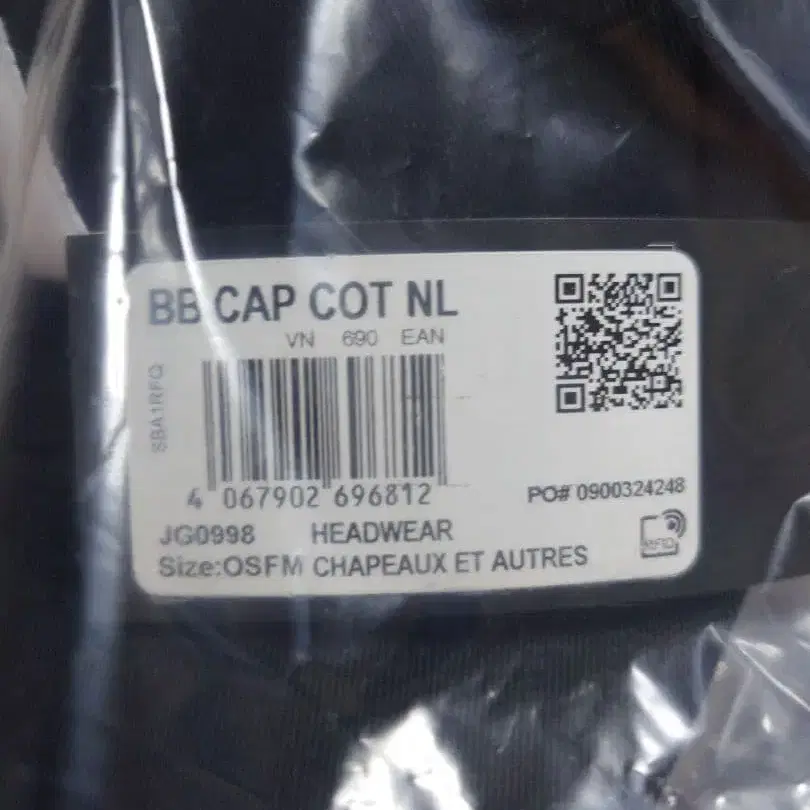 BB CAP COT NL
VN 690 EAN
SBA1RFQ
4 067902 696812
PO# 0900324248
JG0998 HEADWEAR
Size:OSFM CHAPEAUX ET AUTRES
RFID